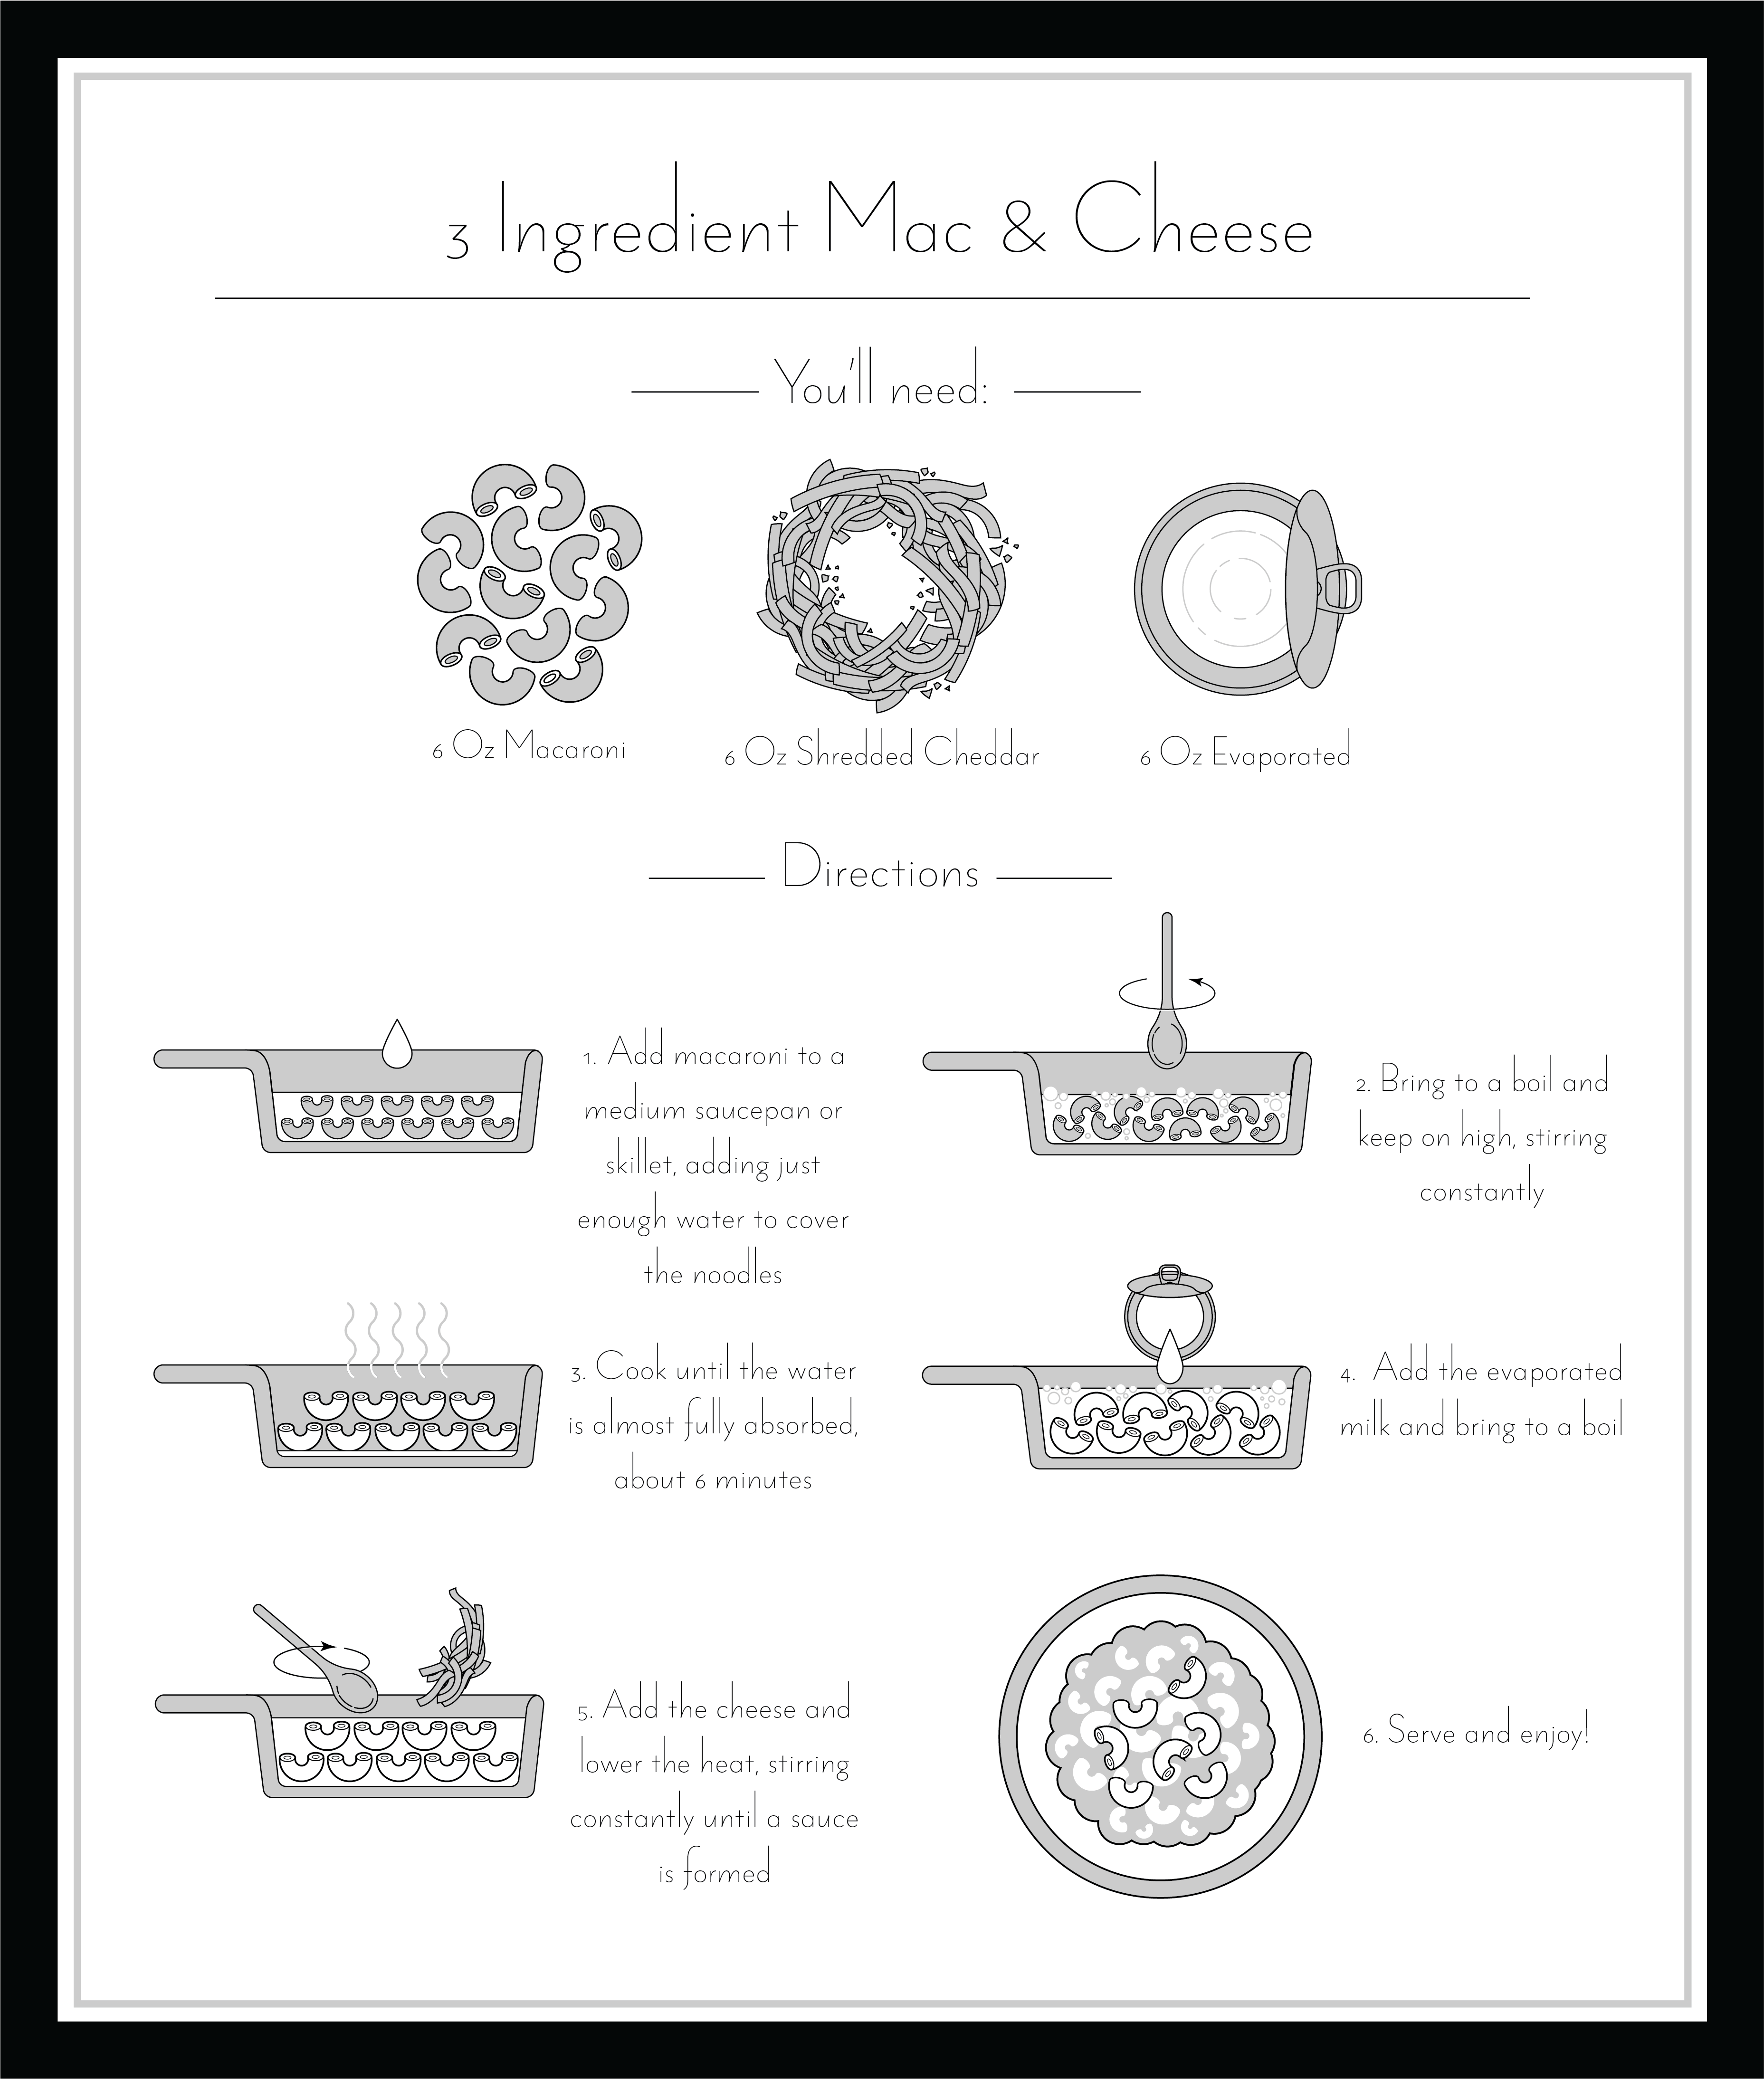 3 Ingredient Mac & Cheese
You'll need:
6 Oz Macaroni
6 Oz Shredded Cheddar
6 Oz Evaporated
Directions
1. Add macaroni to a
medium saucepan or
skillet, adding just
enough water to cover
the noodles
2. Bring to a boil and
keep on high, stirring
constantly
3. Cook until the water
is almost fully absorbed,
about 6 minutes
4. Add the evaporated
milk and bring to a boil
5. Add the cheese and
lower the heat, stirring
constantly until a sauce
is formed
6. Serve and enjoy!